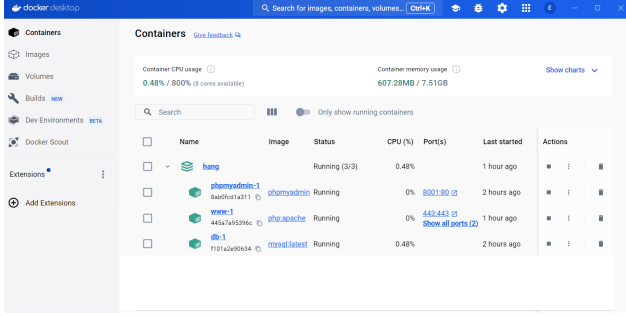 docker desktop
Search for images, containers, volumes... Ctrl+K
E
Containers
Images
Volumes
Builds NEW
Dev Environments BETA
Docker Scout
Extensions
Add Extensions
Containers Give feedback
Container CPU usage
0.48% / 800% (8 cores available)
Container memory usage
607.28MB / 7.51GB
Show charts
Search
Only show running containers
Name Image Status CPU (%) Port(s) Last started Actions
hang Running (3/3) 0.48% 1 hour ago
phpmyadmin-1
8ab0fcd1a311 phpmyadmin Running 0% 8001:80 2 hours ago
www-1
445a7a95396c php:apache Running 0% 443:443 1 hour ago
Show all ports (2)
db-1
f101a2e90634 mysql:latest Running 0.48% 2 hours ago